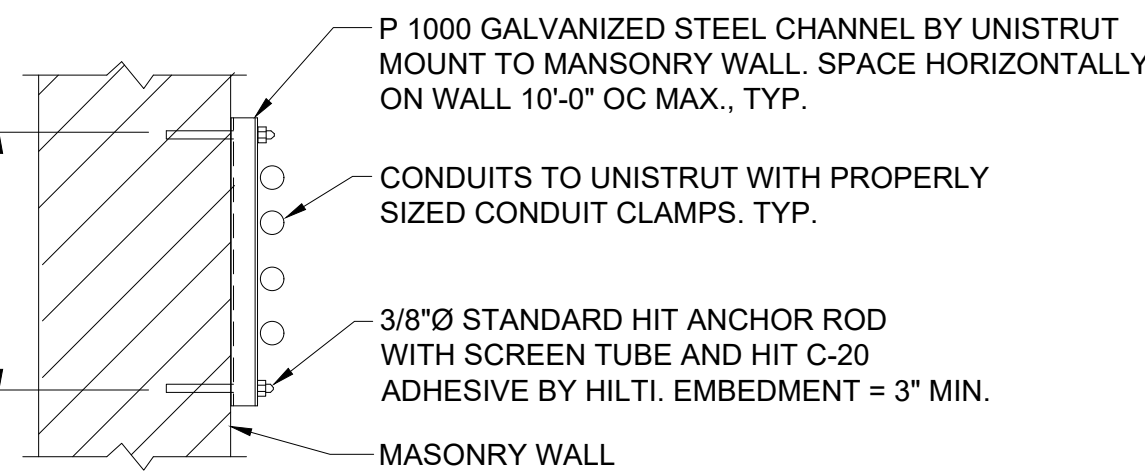 P 1000 GALVANIZED STEEL CHANNEL BY UNISTRUT
MOUNT TO MANSONRY WALL. SPACE HORIZONTALLY
ON WALL 10'-0" OC MAX., TYP.
CONDUITS TO UNISTRUT WITH PROPERLY
SIZED CONDUIT CLAMPS. TYP.
3/8"Ø STANDARD HIT ANCHOR ROD
WITH SCREEN TUBE AND HIT C-20
ADHESIVE BY HILTI. EMBEDMENT = 3" MIN.
MASONRY WALL